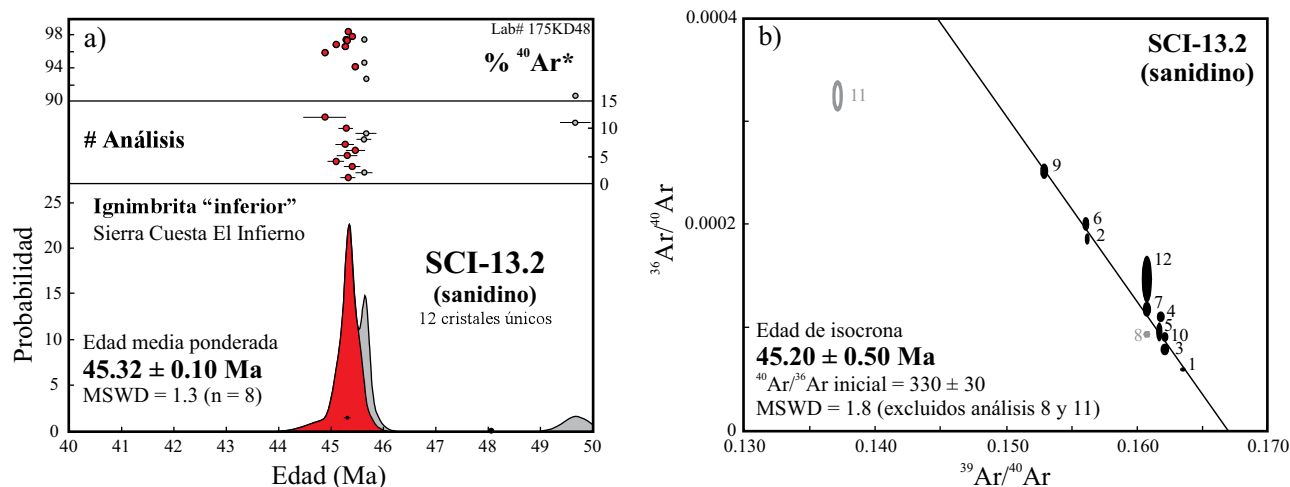 a)
Lab# 175KD48
% ⁴⁰Ar*
98
94
90
15
10
5
0
# Análisis
25
20
15
10
5
0
Probabilidad
Ignimbrita “inferior”
Sierra Cuesta El Infierno
SCI-13.2
(sanidino)
12 cristales únicos
Edad media ponderada
45.32 ± 0.10 Ma
MSWD = 1.3 (n = 8)
40 41 42 43 44 45 46 47 48 49 50
Edad (Ma)
b)
SCI-13.2
(sanidino)
0.0004
0.0002
0
³⁶Ar/⁴⁰Ar
11
9
6
2
12
7
4
5
8
10
3
1
Edad de isocrona
45.20 ± 0.50 Ma
⁴⁰Ar/³⁶Ar inicial = 330 ± 30
MSWD = 1.8 (excluidos análisis 8 y 11)
0.130 0.140 0.150 0.160 0.170
³⁹Ar/⁴⁰Ar